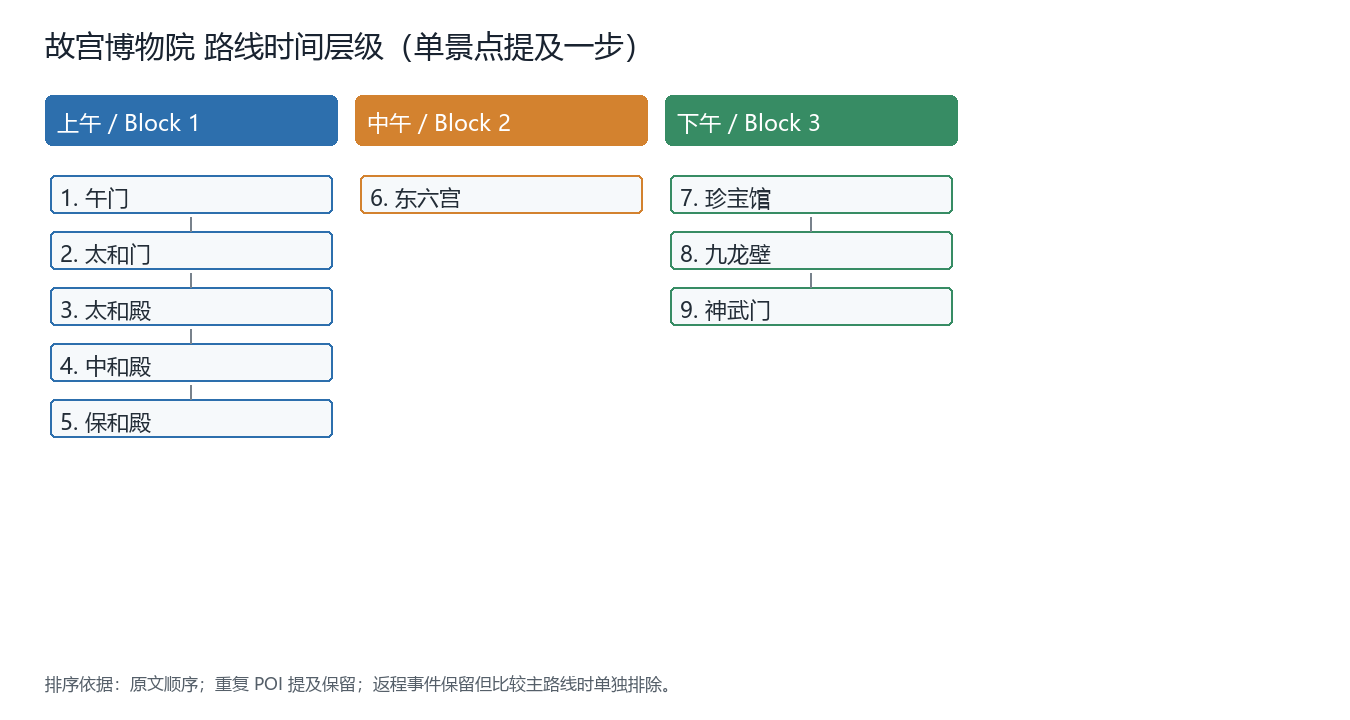 故宫博物院 路线时间层级（单景点提及一步）
上午 / Block 1
1. 午门
2. 太和门
3. 太和殿
4. 中和殿
5. 保和殿
中午 / Block 2
6. 东六宫
下午 / Block 3
7. 珍宝馆
8. 九龙壁
9. 神武门
排序依据：原文顺序；重复 POI 提及保留；返程事件保留但比较主路线时单独排除。